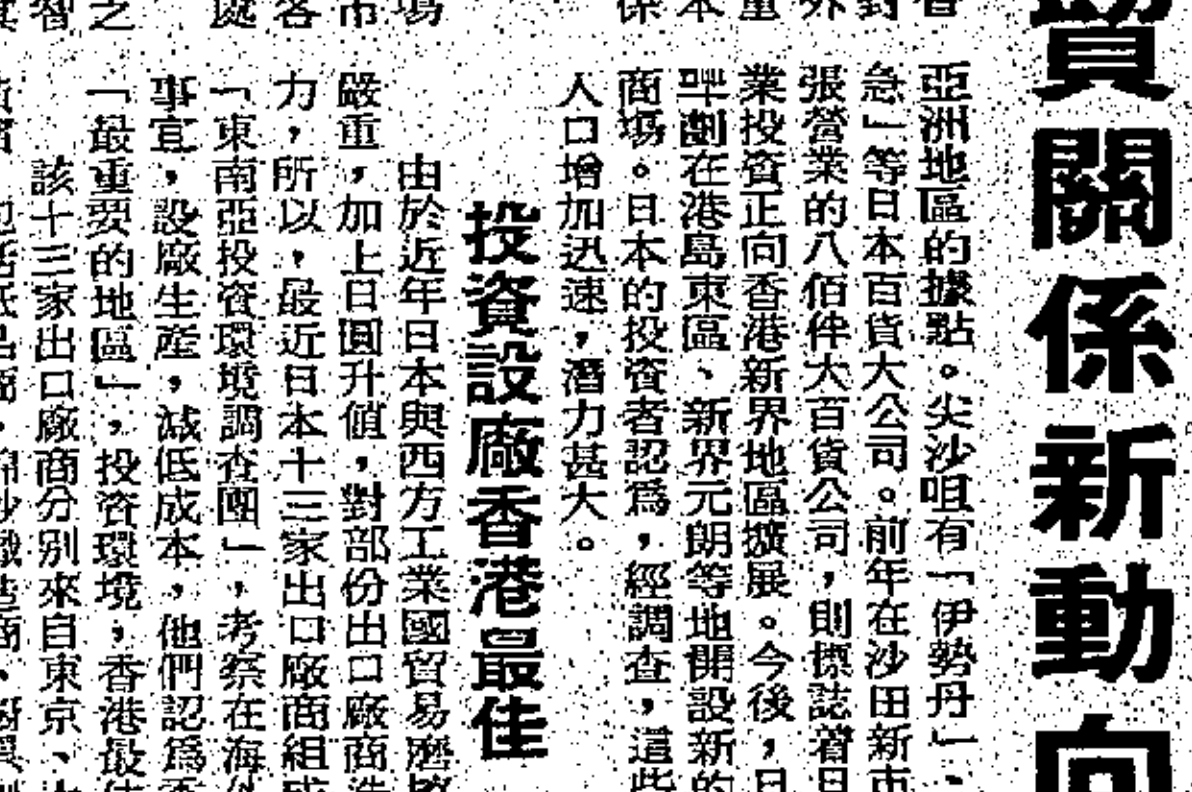 資關係新動向
亞洲地區的據點。尖沙咀有「伊勢丹」、
急」等日本百貨大公司。前年在沙田新市
張營業的八佰伴大百貨公司，則標誌着日
業投資正向香港新界地區擴展。今後，日
計劃在港島東區、新界元朗等地開設新的
商場。日本的投資者認爲，經調查，這些
人口增加迅速，潛力甚大。
投資設廠香港最佳
由於近年日本與西方工業國貿易磨擦
嚴重，加上日圓升值，對部份出口廠商造
力，所以，最近日本十三家出口廠商組成
「東南亞投資環境調查團」，考察在海外
事宜，設廠生產，減低成本，他們認爲香
「最重要的地區」，投資環境，香港最佳
該十三家出口廠商分別來自東京、大